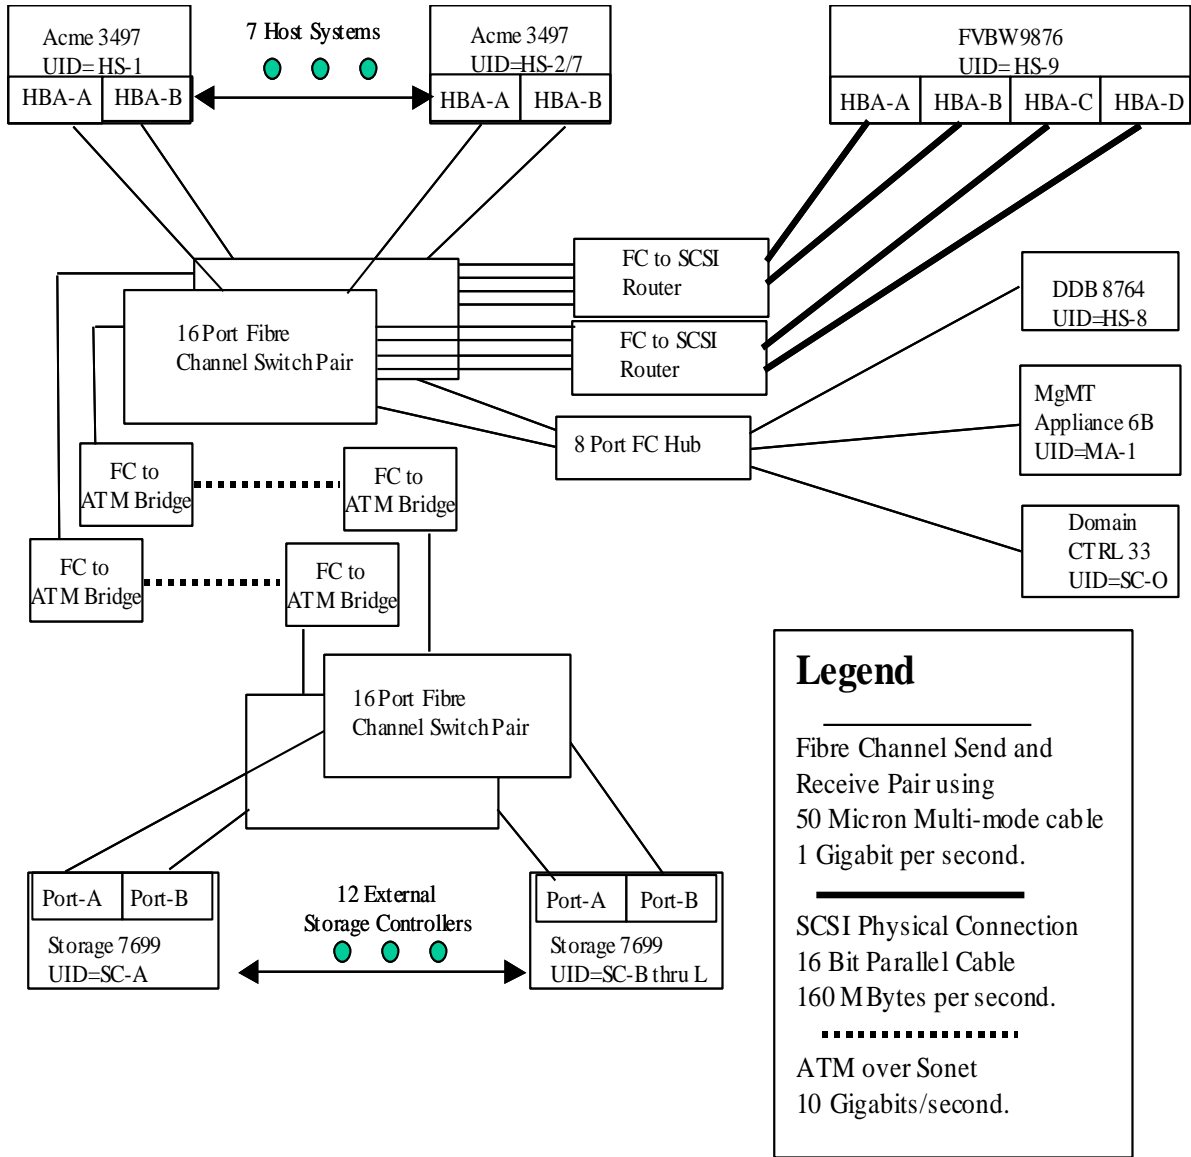 Acme 3497
UID=HS-1
HBA-A
HBA-B
7 Host Systems
Acme 3497
UID=HS-2/7
HBA-A
HBA-B
FVBW9876
UID=HS-9
HBA-A
HBA-B
HBA-C
HBA-D
FC to SCSI
Router
FC to SCSI
Router
16 Port Fibre
Channel Switch Pair
8 Port FC Hub
DDB 8764
UID=HS-8
MgMT
Appliance 6B
UID=MA-1
Domain
CTRL 33
UID=SC-O
FC to
ATM Bridge
FC to
ATM Bridge
FC to
ATM Bridge
FC to
ATM Bridge
16 Port Fibre
Channel Switch Pair
Port-A
Port-B
Storage 7699
UID=SC-A
12 External
Storage Controllers
Port-A
Port-B
Storage 7699
UID=SC-B thru L
Legend
Fibre Channel Send and
Receive Pair using
50 Micron Multi-mode cable
1 Gigabit per second.
SCSI Physical Connection
16 Bit Parallel Cable
160 MBytes per second.
ATM over Sonet
10 Gigabits/second.